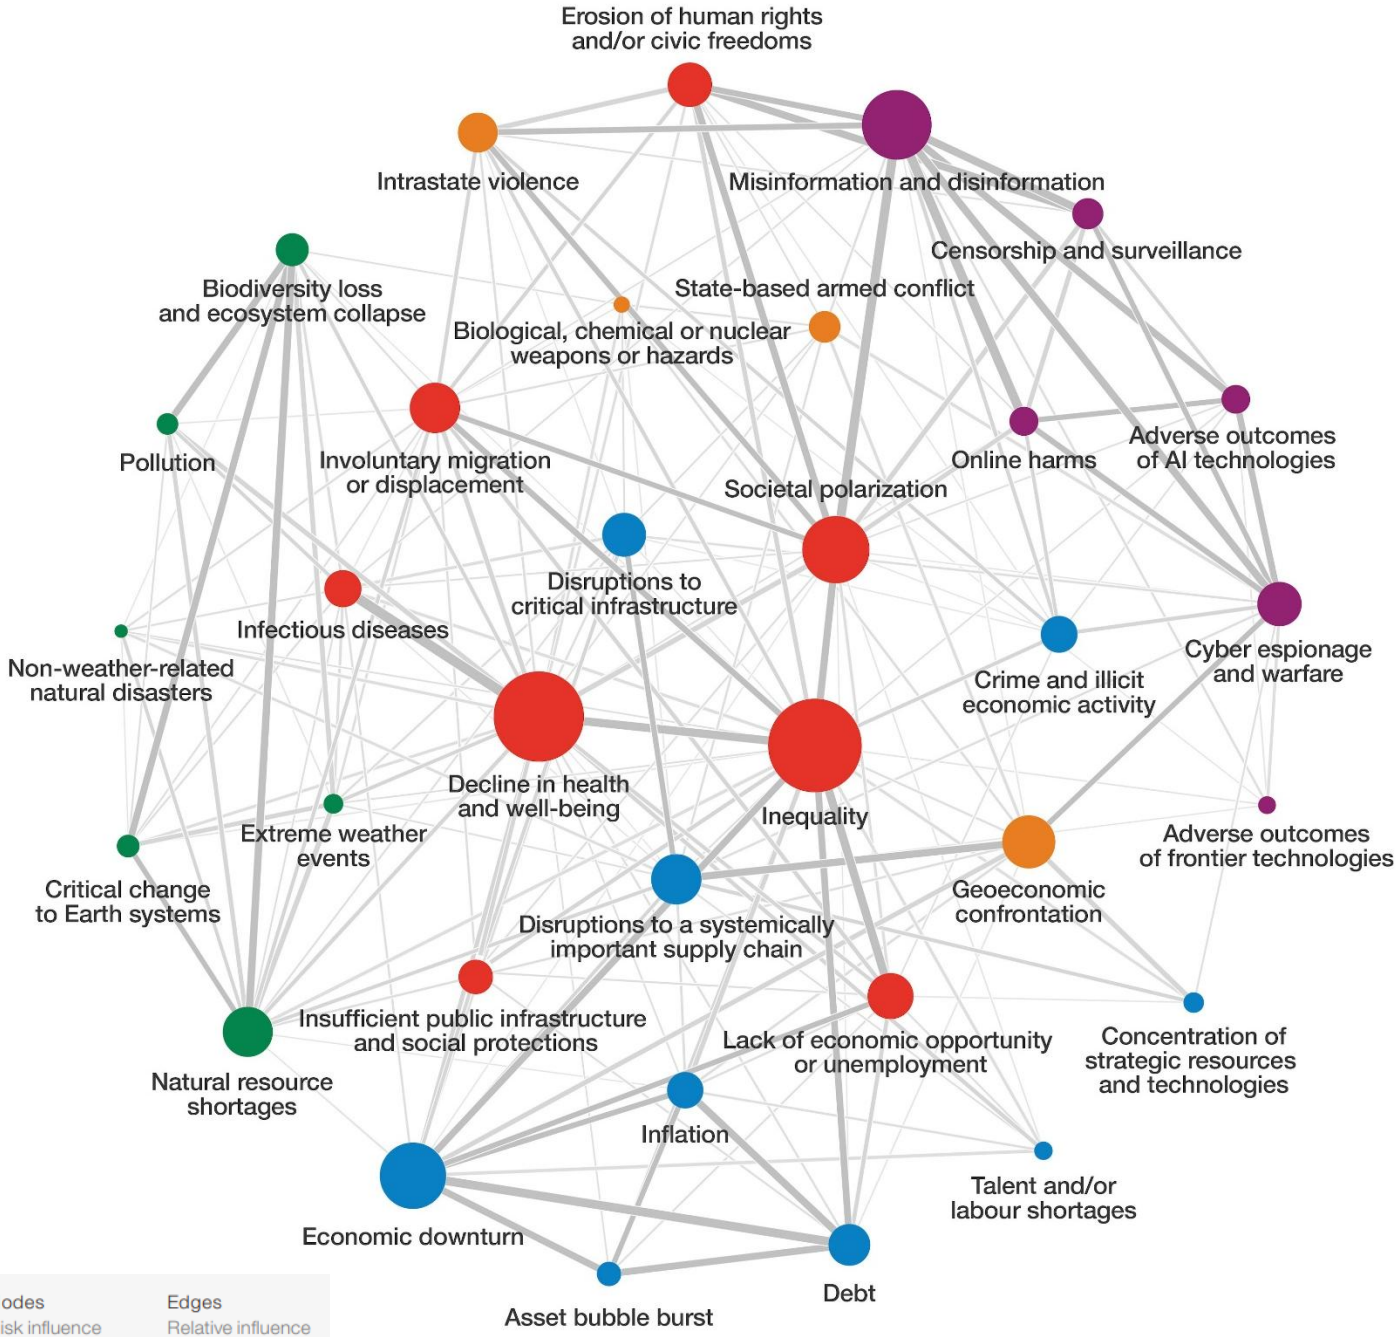 Erosion of human rights
and/or civic freedoms
Intrastate violence
Misinformation and disinformation
Censorship and surveillance
Biodiversity loss
and ecosystem collapse
State-based armed conflict
Biological, chemical or nuclear
weapons or hazards
Pollution
Involuntary migration
or displacement
Online harms
Adverse outcomes
of AI technologies
Societal polarization
Disruptions to
critical infrastructure
Infectious diseases
Non-weather-related
natural disasters
Crime and illicit
economic activity
Cyber espionage
and warfare
Decline in health
and well-being
Inequality
Extreme weather
events
Adverse outcomes
of frontier technologies
Critical change
to Earth systems
Geoeconomic
confrontation
Disruptions to a systemically
important supply chain
Insufficient public infrastructure
and social protections
Lack of economic opportunity
or unemployment
Concentration of
strategic resources
and technologies
Natural resource
shortages
Inflation
Talent and/or
labour shortages
Economic downturn
Debt
Asset bubble burst
odes
isk influence
Edges
Relative influence